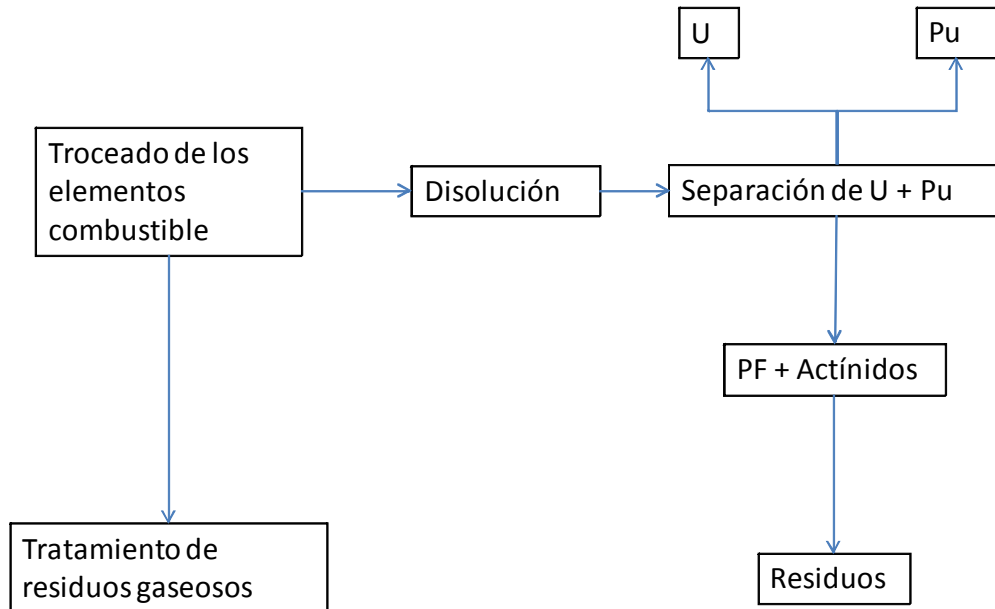 U
Pu
Troceado de los
elementos
combustible
Disolución
Separación de U + Pu
PF + Actínidos
Tratamiento de
residuos gaseosos
Residuos